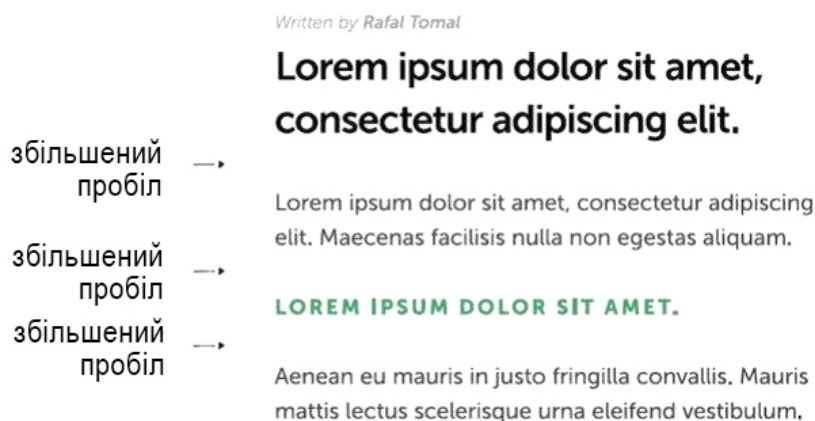 Written by Rafal Tomal
Lorem ipsum dolor sit amet,
consectetur adipiscing elit.
збільшений
пробіл
Lorem ipsum dolor sit amet, consectetur adipiscing
elit. Maecenas facilisis nulla non egestas aliquam.
збільшений
пробіл
LOREM IPSUM DOLOR SIT AMET.
збільшений
пробіл
Aenean eu mauris in justo fringilla convallis. Mauris
mattis lectus scelerisque urna eleifend vestibulum.